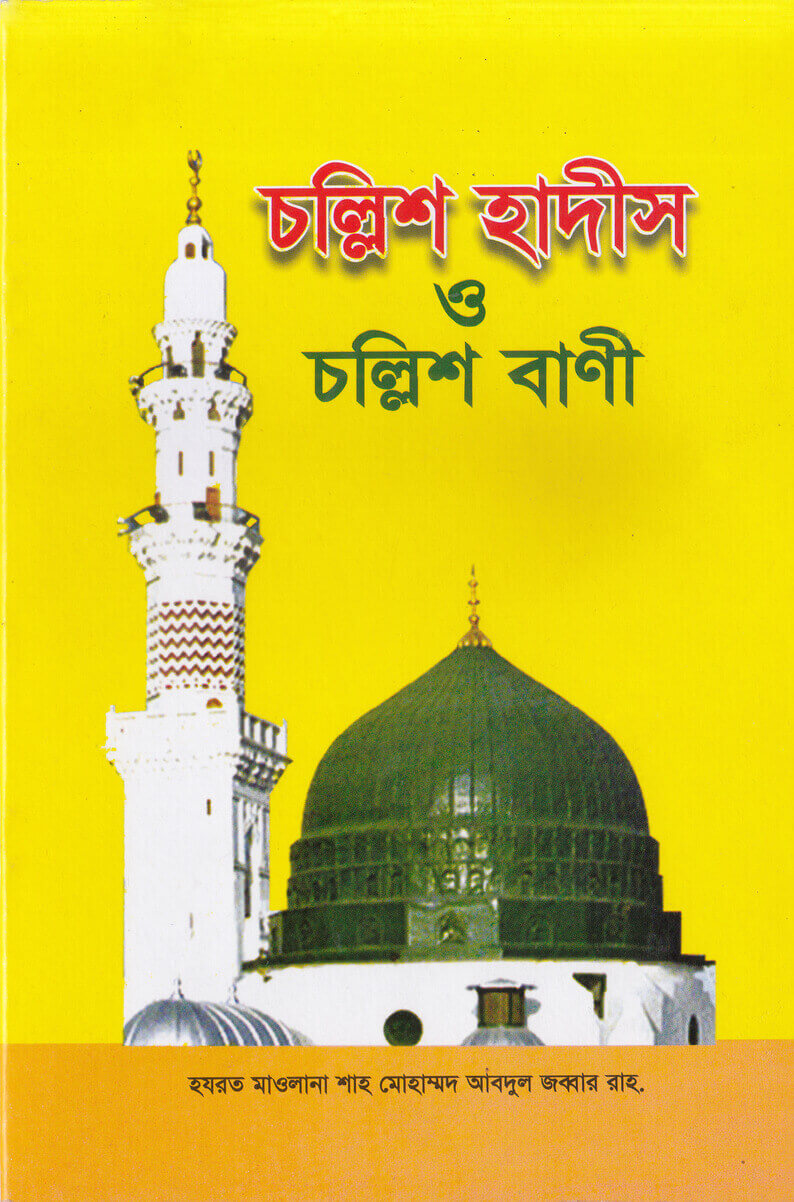 চল্লিশ হাদীস
ও
চল্লিশ বাণী
হযরত মাওলানা শাহ মোহাম্মদ আবদুল জব্বার রাহ.